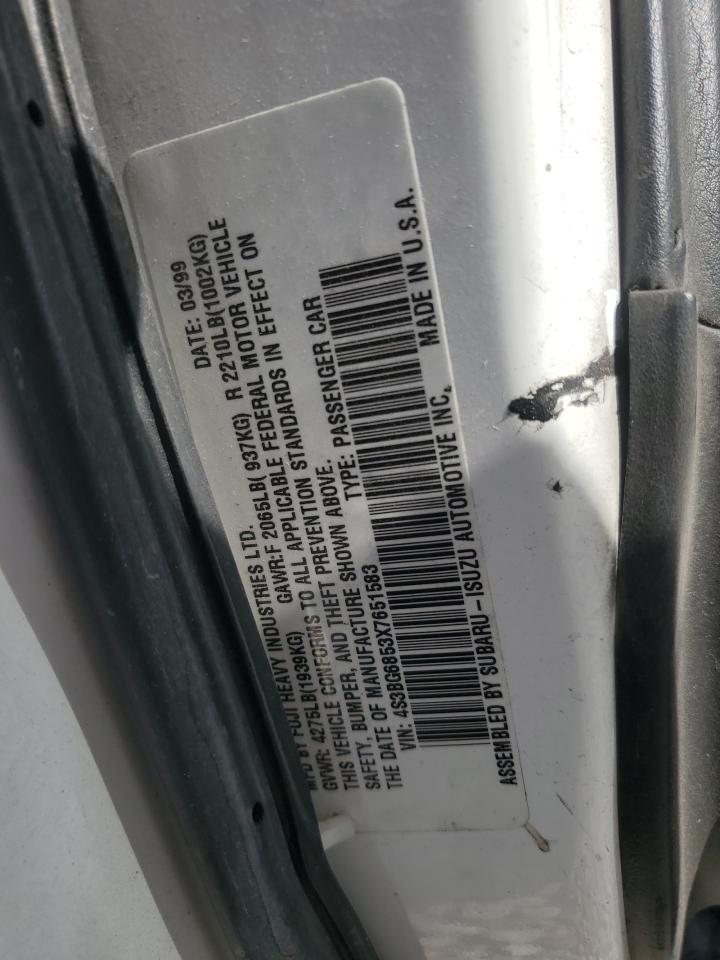 MFD BY FUJI HEAVY INDUSTRIES LTD. DATE: 03/99
GVWR: 4275LB(1939KG) GAWR:F 2065LB( 937KG) R 2210LB(1002KG)
THIS VEHICLE CONFORMS TO ALL APPLICABLE FEDERAL MOTOR VEHICLE
SAFETY, BUMPER, AND THEFT PREVENTION STANDARDS IN EFFECT ON
THE DATE OF MANUFACTURE SHOWN ABOVE.
VIN: 4S3BG6853X7651583 TYPE: PASSENGER CAR
ASSEMBLED BY SUBARU-ISUZU AUTOMOTIVE INC. MADE IN U.S.A.